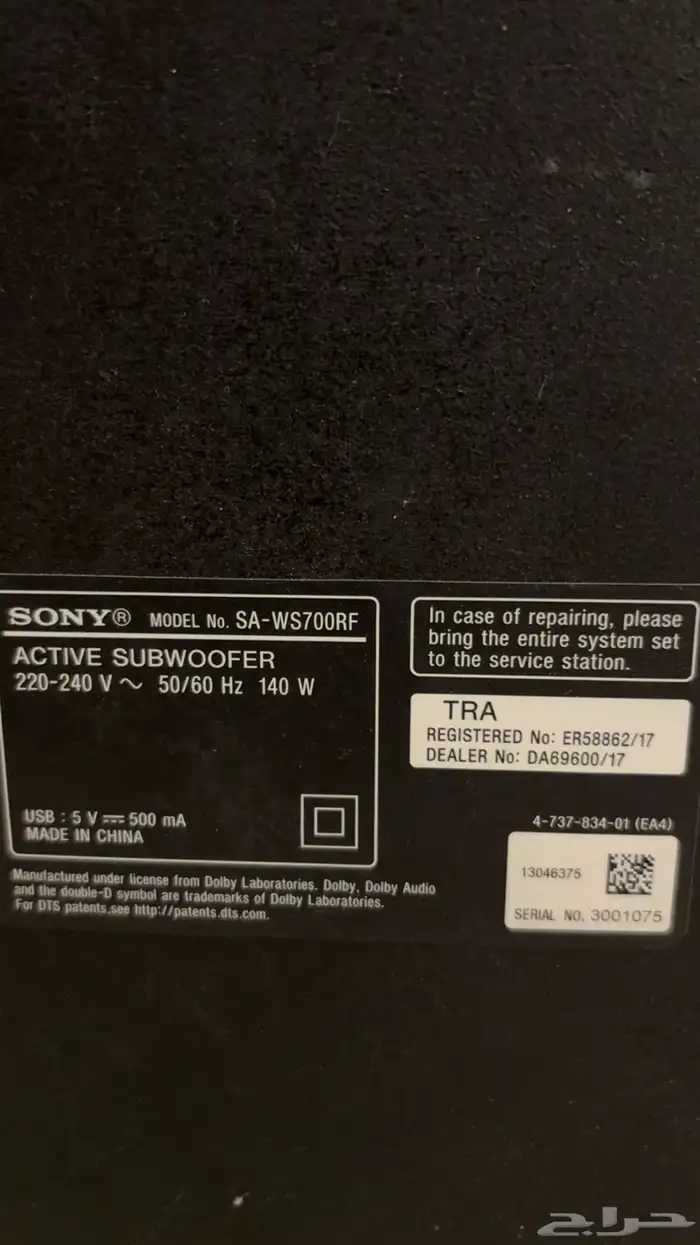 SONY® MODEL No. SA-WS700RF
ACTIVE SUBWOOFER
220-240 V ～ 50/60 Hz 140 W
USB : 5 V ⎓ 500 mA
MADE IN CHINA
In case of repairing, please
bring the entire system set
to the service station.
TRA
REGISTERED No: ER58862/17
DEALER No: DA69600/17
4-737-834-01 (EA4)
13046375
SERIAL NO. 3001075
Manufactured under license from Dolby Laboratories. Dolby, Dolby Audio
and the double-D symbol are trademarks of Dolby Laboratories.
For DTS patents,see http://patents.dts.com.
حراج